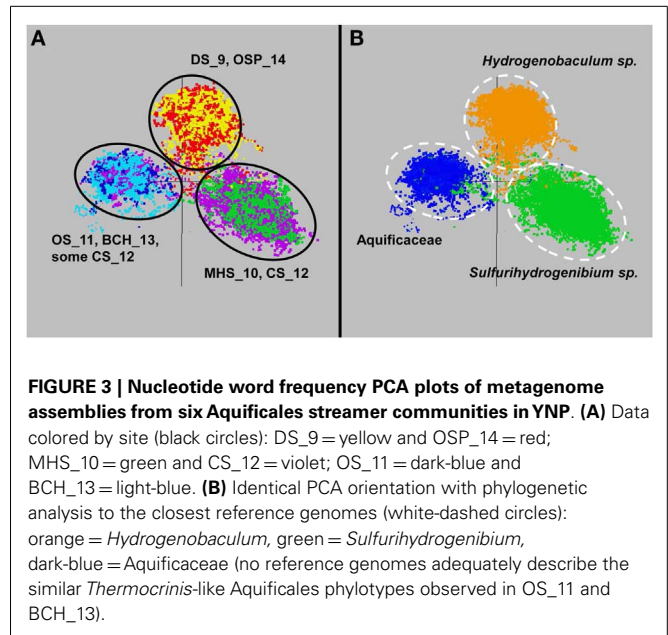 A
DS_9, OSP_14
OS_11, BCH_13,
some CS_12
MHS_10, CS_12
B
Hydrogenobaculum sp.
Aquificaceae
Sulfurihydrogenibium sp.
FIGURE 3 | Nucleotide word frequency PCA plots of metagenome
assemblies from six Aquificales streamer communities in YNP. (A) Data
colored by site (black circles): DS_9 = yellow and OSP_14 = red;
MHS_10 = green and CS_12 = violet; OS_11 = dark-blue and
BCH_13 = light-blue. (B) Identical PCA orientation with phylogenetic
analysis to the closest reference genomes (white-dashed circles):
orange = Hydrogenobaculum, green = Sulfurihydrogenibium,
dark-blue = Aquificaceae (no reference genomes adequately describe the
similar Thermocrinis-like Aquificales phylotypes observed in OS_11 and
BCH_13).